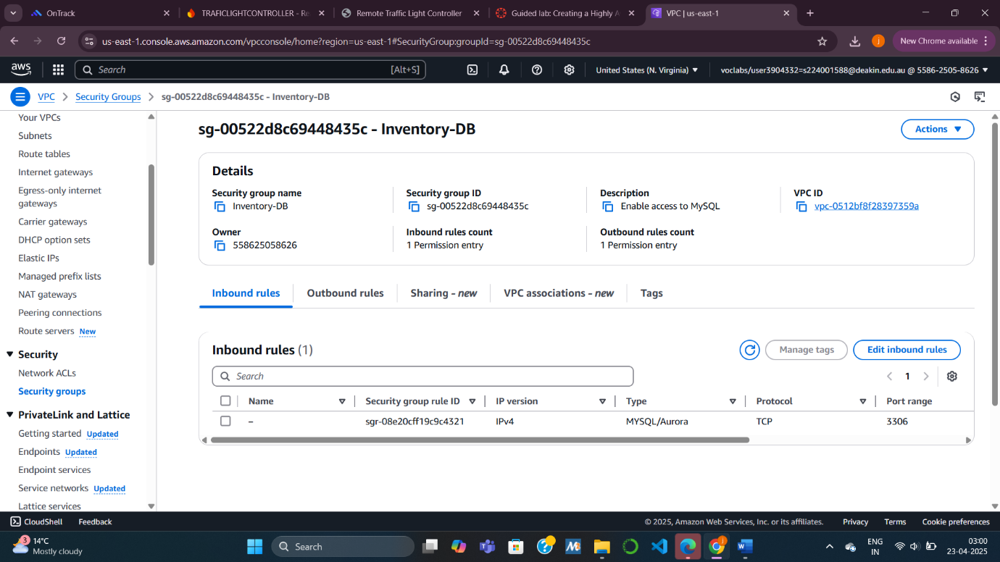 OnTrack
TRAFICLIGHTCONTROLLER - Re
Remote Traffic Light Controller
Guided lab: Creating a Highly A
VPC | us-east-1
us-east-1.console.aws.amazon.com/vpcconsole/home?region=us-east-1#SecurityGroup:groupId=sg-00522d8c69448435c
j
New Chrome available
aws
Search
[Alt+S]
United States (N. Virginia)
voclabs/user3904332=s224001588@deakin.edu.au @ 5586-2505-8626
VPC
Security Groups
sg-00522d8c69448435c - Inventory-DB
Your VPCs
Subnets
Route tables
Internet gateways
Egress-only internet
gateways
Carrier gateways
DHCP option sets
Elastic IPs
Managed prefix lists
NAT gateways
Peering connections
Route servers New
Security
Network ACLs
Security groups
PrivateLink and Lattice
Getting started Updated
Endpoints Updated
Endpoint services
Service networks Updated
Lattice services
sg-00522d8c69448435c - Inventory-DB
Actions
Details
Security group name
Inventory-DB
Security group ID
sg-00522d8c69448435c
Description
Enable access to MySQL
VPC ID
vpc-0512bf8f28397359a
Owner
558625058626
Inbound rules count
1 Permission entry
Outbound rules count
1 Permission entry
Inbound rules
Outbound rules
Sharing - new
VPC associations - new
Tags
Inbound rules (1)
Manage tags
Edit inbound rules
Search
1
Name
Security group rule ID
IP version
Type
Protocol
Port range
–
sgr-08e20cff19c9c4321
IPv4
MYSQL/Aurora
TCP
3306
CloudShell
Feedback
© 2025, Amazon Web Services, Inc. or its affiliates.
Privacy
Terms
Cookie preferences
3
14°C
Mostly cloudy
Search
ENG
IN
03:00
23-04-2025